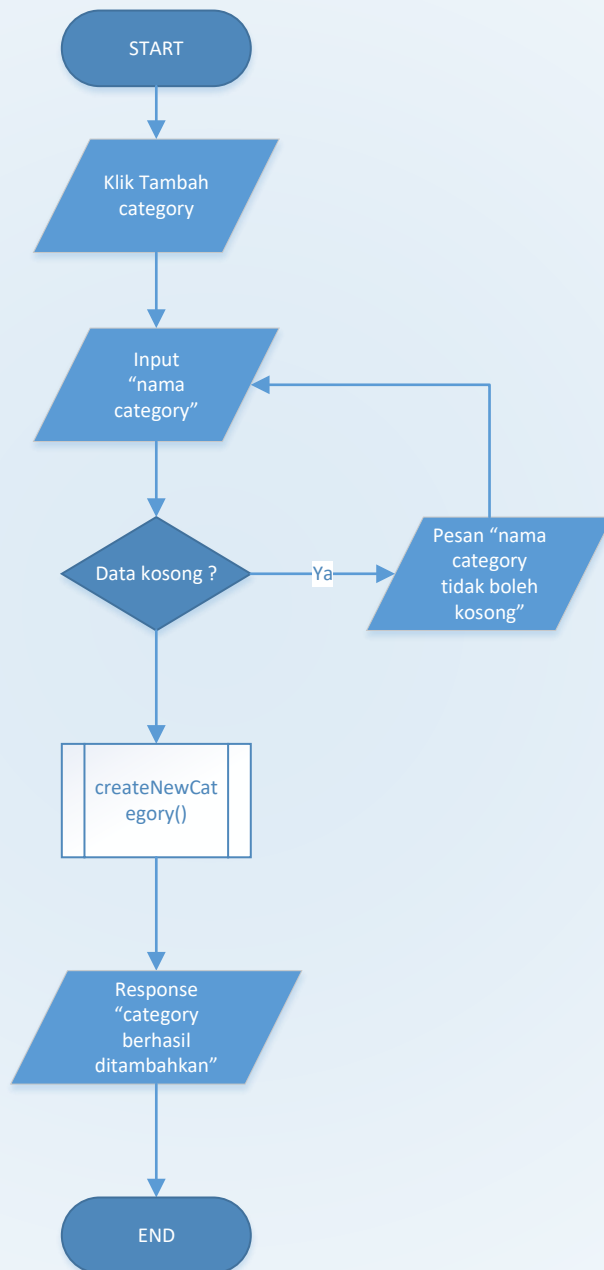 START
Klik Tambah
category
Input
“nama
category”
Data kosong ?
Ya
Pesan “nama
category
tidak boleh
kosong”
createNewCat
egory()
Response
“category
berhasil
ditambahkan”
END